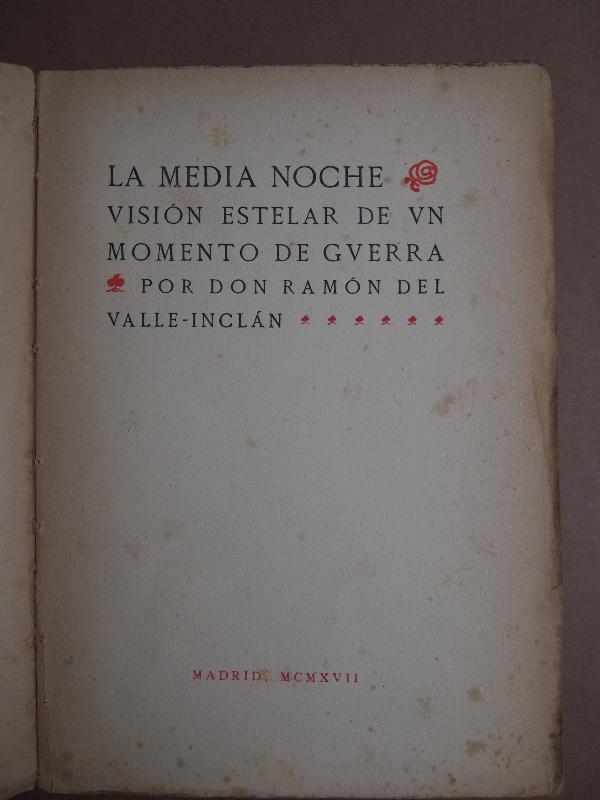 LA MEDIA NOCHE
VISIÓN ESTELAR DE VN
MOMENTO DE GVERRA
POR DON RAMÓN DEL
VALLE-INCLÁN
MADRID, MCMXVII